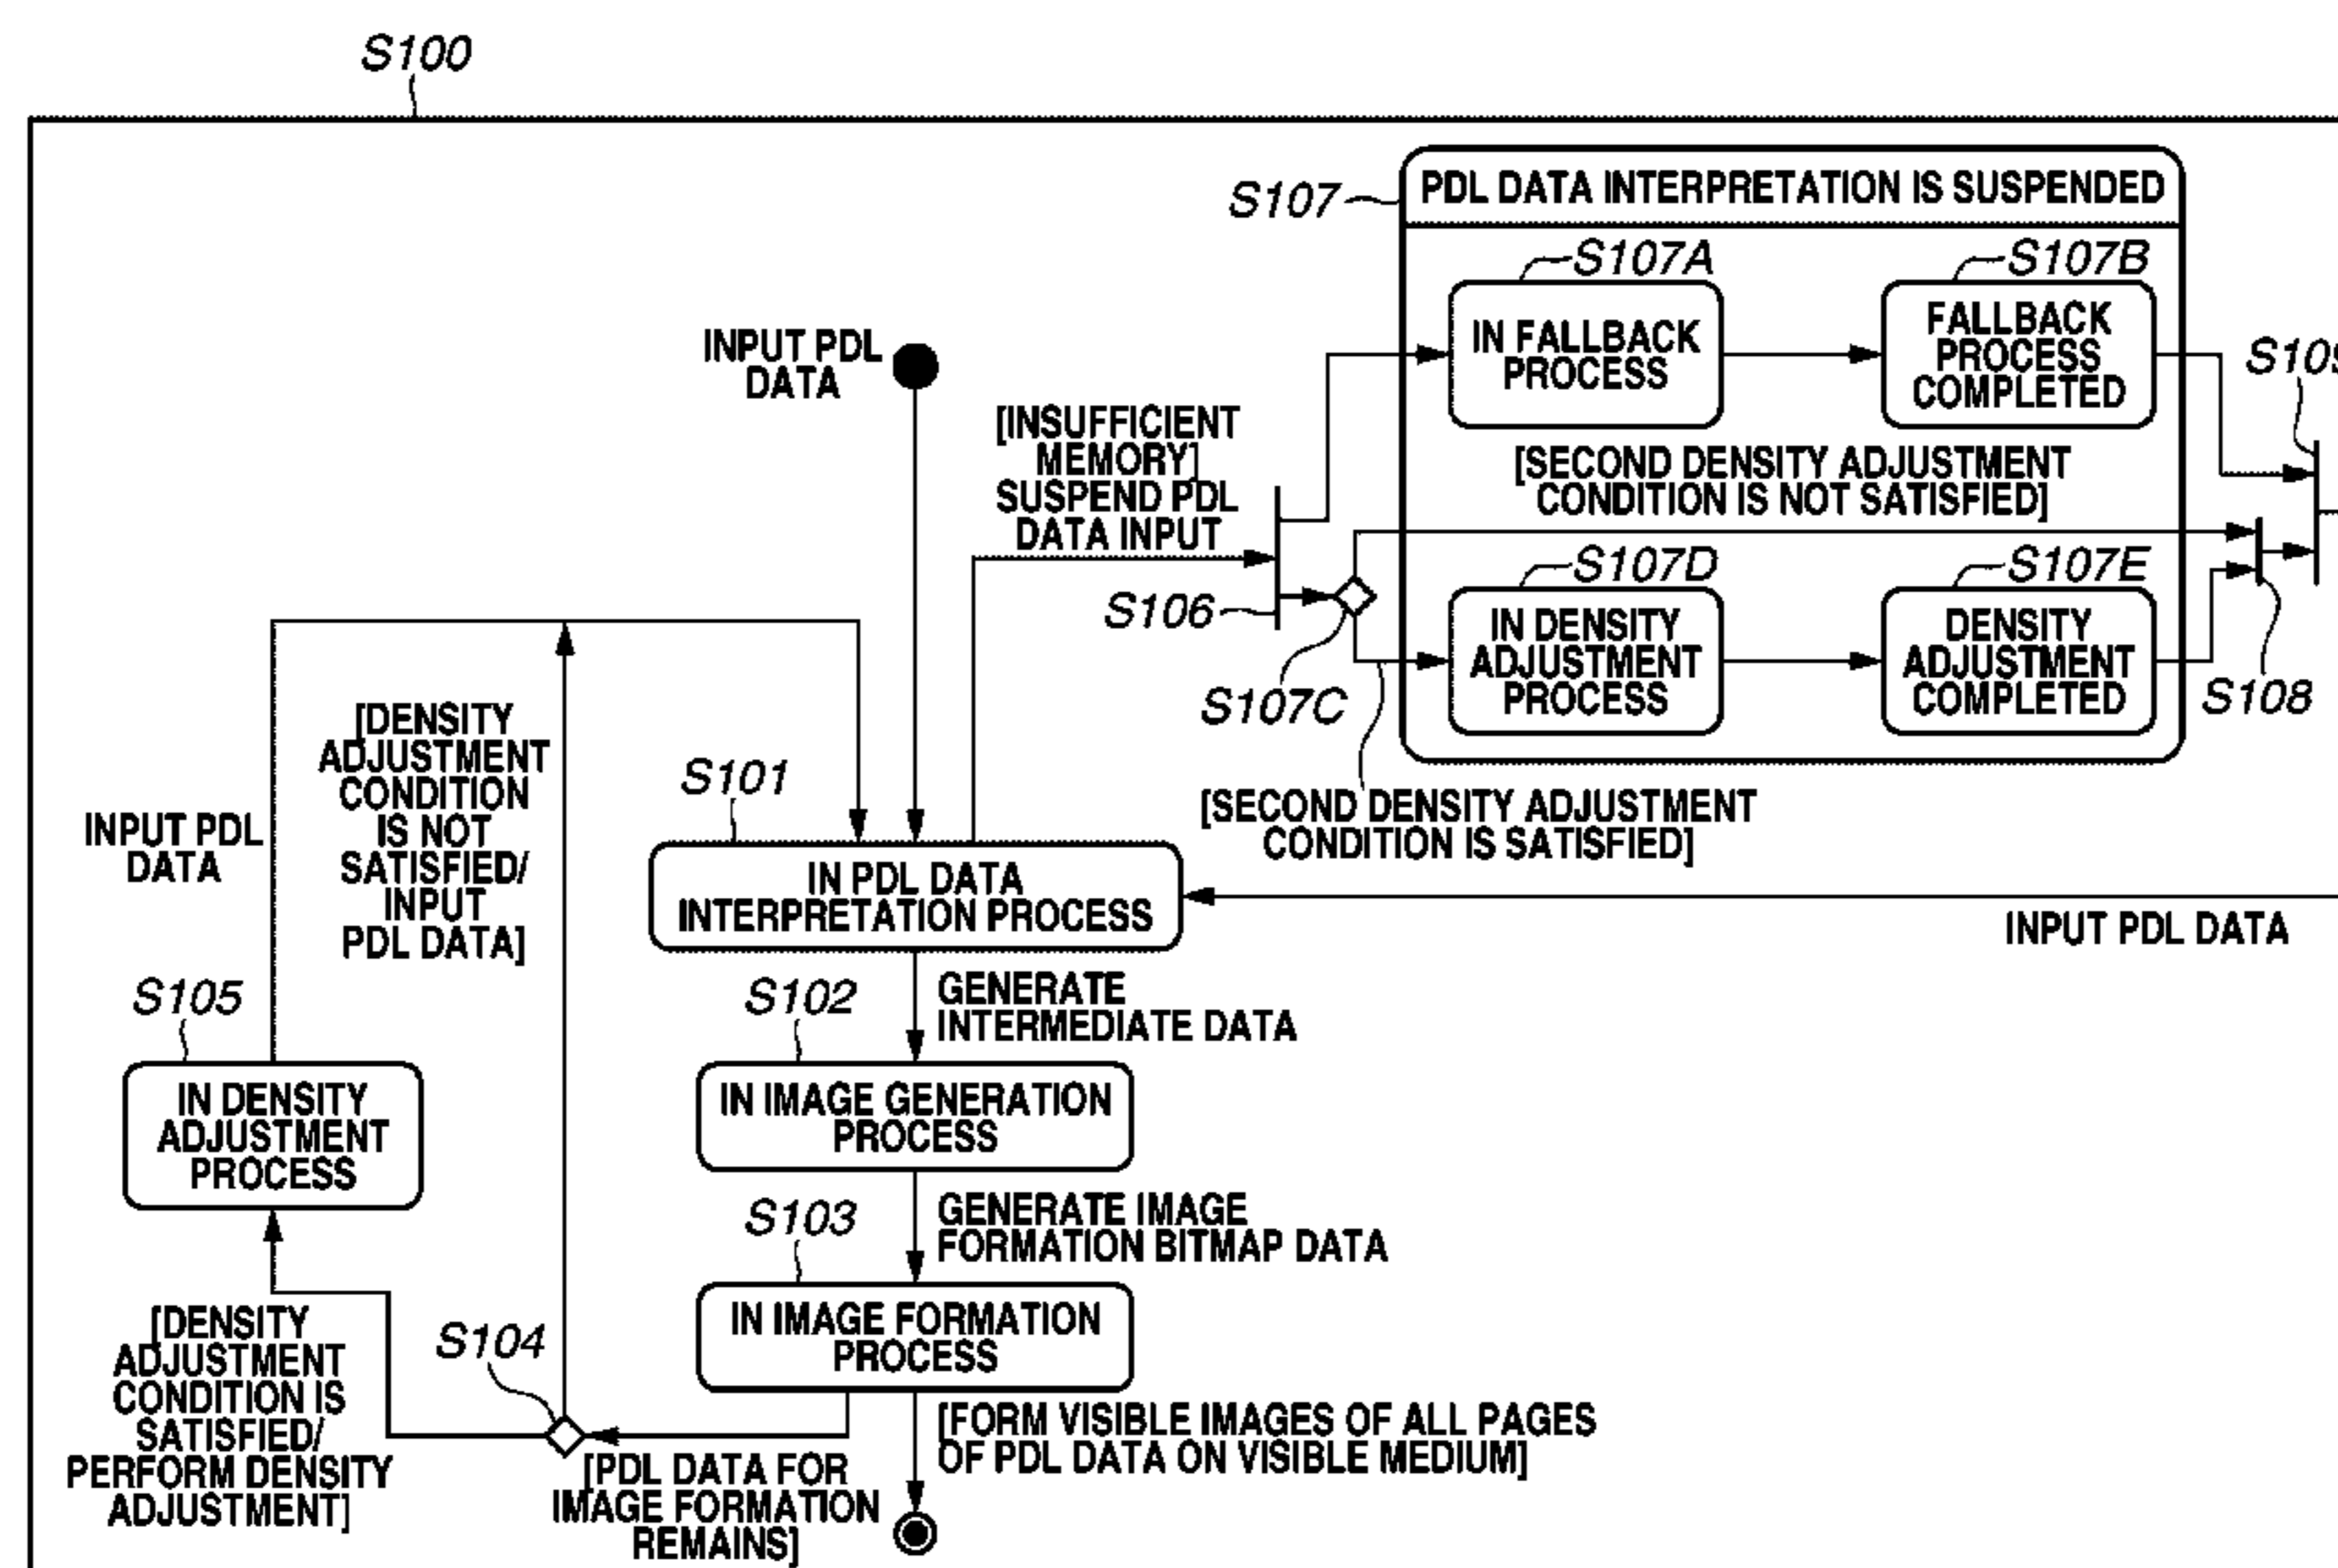 S100
S107
PDL DATA INTERPRETATION IS SUSPENDED
S107A
S107B
IN FALLBACK
PROCESS
FALLBACK
PROCESS
COMPLETED
S109
INPUT PDL
DATA
[INSUFFICIENT
MEMORY]
SUSPEND PDL
DATA INPUT
[SECOND DENSITY ADJUSTMENT
CONDITION IS NOT SATISFIED]
S106
S107C
S107D
S107E
IN DENSITY
ADJUSTMENT
PROCESS
DENSITY
ADJUSTMENT
COMPLETED
S108
[SECOND DENSITY ADJUSTMENT
CONDITION IS SATISFIED]
INPUT PDL
DATA
[DENSITY
ADJUSTMENT
CONDITION
IS NOT
SATISFIED/
INPUT
PDL DATA]
S101
IN PDL DATA
INTERPRETATION PROCESS
INPUT PDL DATA
S105
IN DENSITY
ADJUSTMENT
PROCESS
S102
GENERATE
INTERMEDIATE DATA
IN IMAGE GENERATION
PROCESS
S103
GENERATE IMAGE
FORMATION BITMAP DATA
IN IMAGE FORMATION
PROCESS
[DENSITY
ADJUSTMENT
CONDITION IS
SATISFIED/
PERFORM DENSITY
ADJUSTMENT]
S104
[PDL DATA FOR
IMAGE FORMATION
REMAINS]
[FORM VISIBLE IMAGES OF ALL PAGES
OF PDL DATA ON VISIBLE MEDIUM]